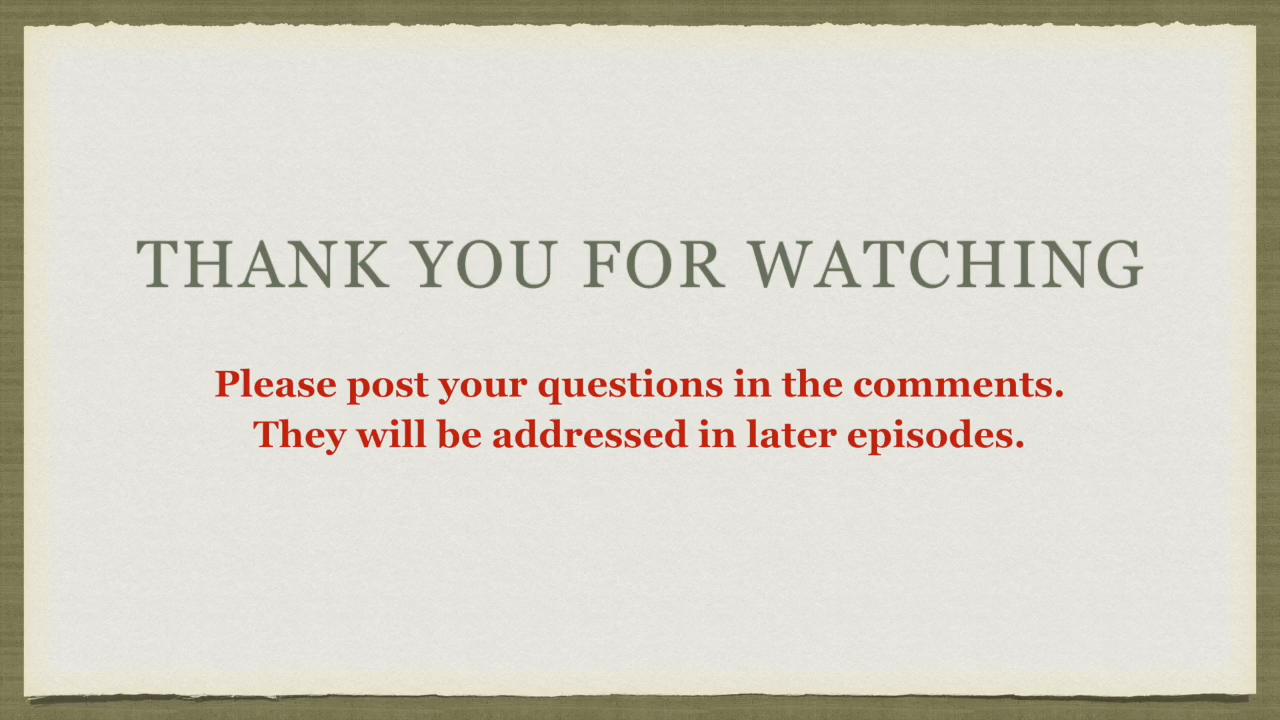 THANK YOU FOR WATCHING
Please post your questions in the comments.
They will be addressed in later episodes.